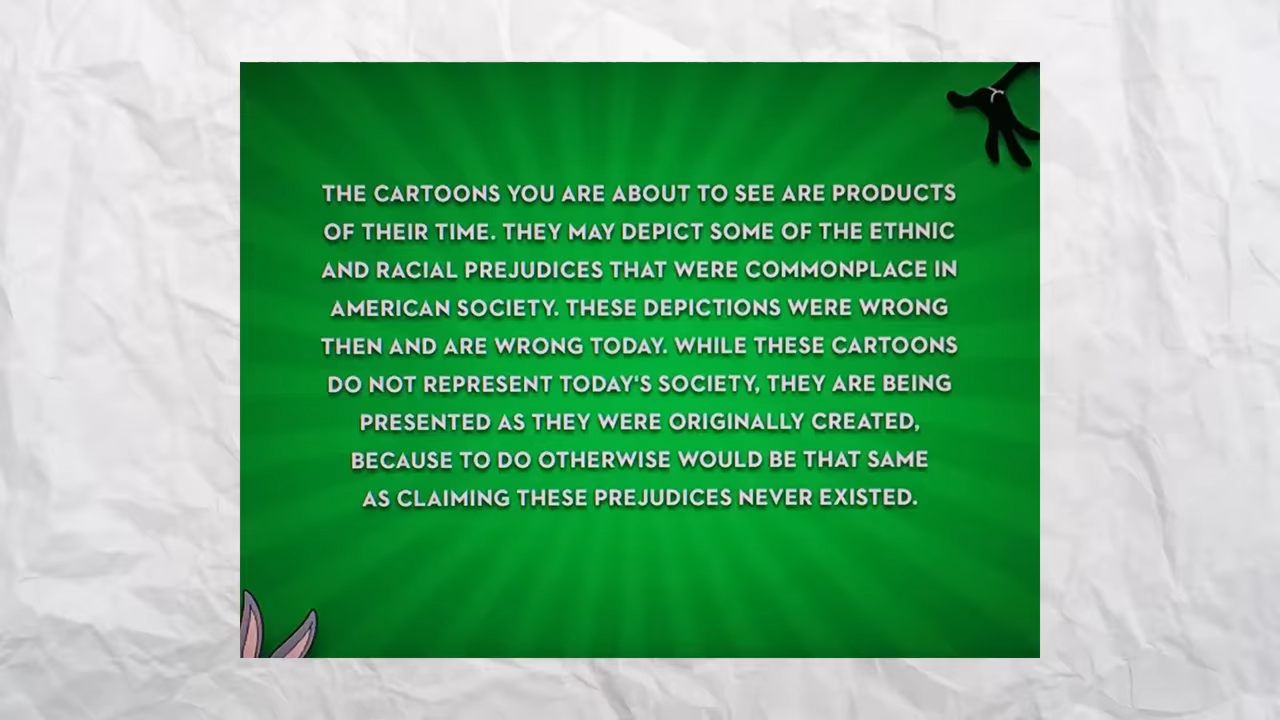 THE CARTOONS YOU ARE ABOUT TO SEE ARE PRODUCTS
OF THEIR TIME. THEY MAY DEPICT SOME OF THE ETHNIC
AND RACIAL PREJUDICES THAT WERE COMMONPLACE IN
AMERICAN SOCIETY. THESE DEPICTIONS WERE WRONG
THEN AND ARE WRONG TODAY. WHILE THESE CARTOONS
DO NOT REPRESENT TODAY'S SOCIETY, THEY ARE BEING
PRESENTED AS THEY WERE ORIGINALLY CREATED,
BECAUSE TO DO OTHERWISE WOULD BE THAT SAME
AS CLAIMING THESE PREJUDICES NEVER EXISTED.